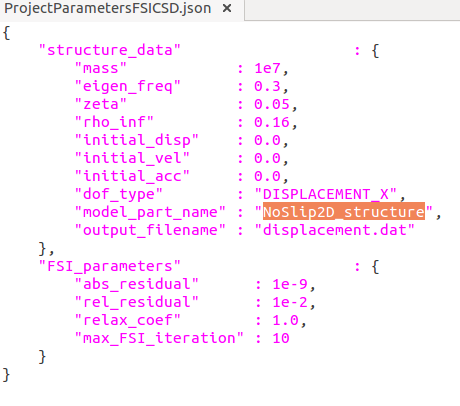 ProjectParametersFSICSD.json ×
{
    "structure_data" : {
        "mass" : 1e7,
        "eigen_freq" : 0.3,
        "zeta" : 0.05,
        "rho_inf" : 0.16,
        "initial_disp" : 0.0,
        "initial_vel" : 0.0,
        "initial_acc" : 0.0,
        "dof_type" : "DISPLACEMENT_X",
        "model_part_name" : "NoSlip2D_structure",
        "output_filename" : "displacement.dat"
    },
    "FSI_parameters" : {
        "abs_residual" : 1e-9,
        "rel_residual" : 1e-2,
        "relax_coef" : 1.0,
        "max_FSI_iteration" : 10
    }
}